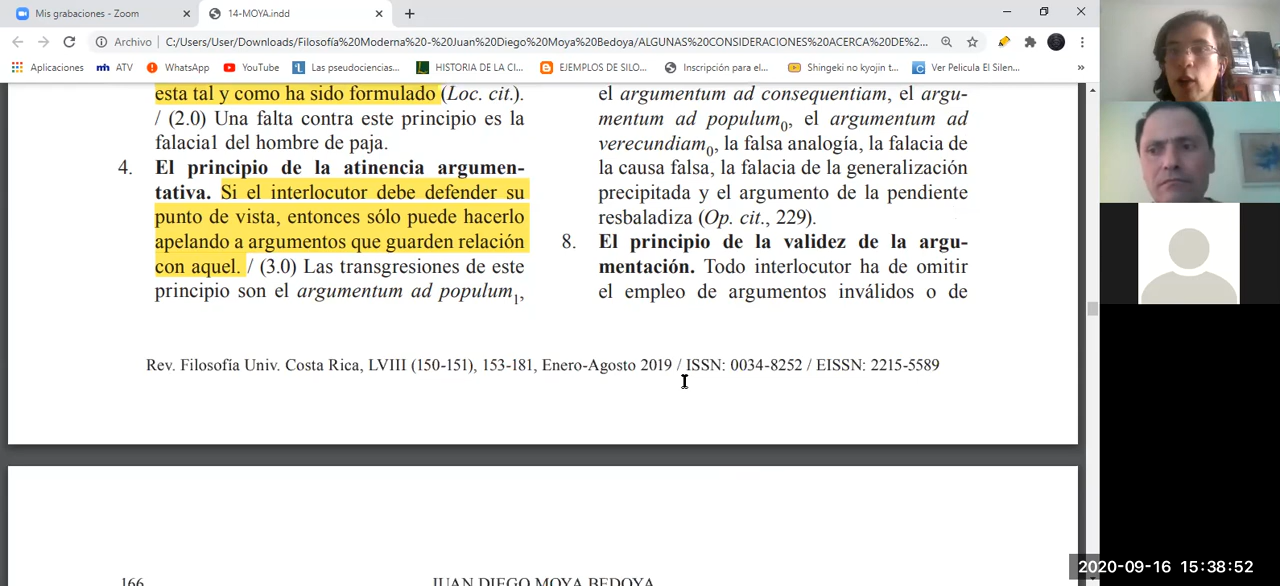 Mis grabaciones - Zoom
14-MOYA.indd
Archivo
C:/Users/User/Downloads/Filosofía%20Moderna%20-%20Juan%20Diego%20Moya%20Bedoya/ALGUNAS%20CONSIDERACIONES%20ACERCA%20DE%2...
Aplicaciones
mh ATV
WhatsApp
YouTube
Las pseudociencias...
HISTORIA DE LA CI...
EJEMPLOS DE SILO...
Inscripción para el...
Shingeki no kyojin t...
Ver Pelicula El Silen...
»
esta tal y como ha sido formulado (Loc. cit.).
/ (2.0) Una falta contra este principio es la
falacial del hombre de paja.
4. El principio de la atinencia argumen-
tativa. Si el interlocutor debe defender su
punto de vista, entonces sólo puede hacerlo
apelando a argumentos que guarden relación
con aquel. / (3.0) Las transgresiones de este
principio son el argumentum ad populum1,
el argumentum ad consequentiam, el argu-
mentum ad populum0, el argumentum ad
verecundiam0, la falsa analogía, la falacia de
la causa falsa, la falacia de la generalización
precipitada y el argumento de la pendiente
resbaladiza (Op. cit., 229).
8. El principio de la validez de la argu-
mentación. Todo interlocutor ha de omitir
el empleo de argumentos inválidos o de
Rev. Filosofía Univ. Costa Rica, LVIII (150-151), 153-181, Enero-Agosto 2019 / ISSN: 0034-8252 / EISSN: 2215-5589
166
JUAN DIEGO MOYA BEDOYA
2020-09-16 15:38:52